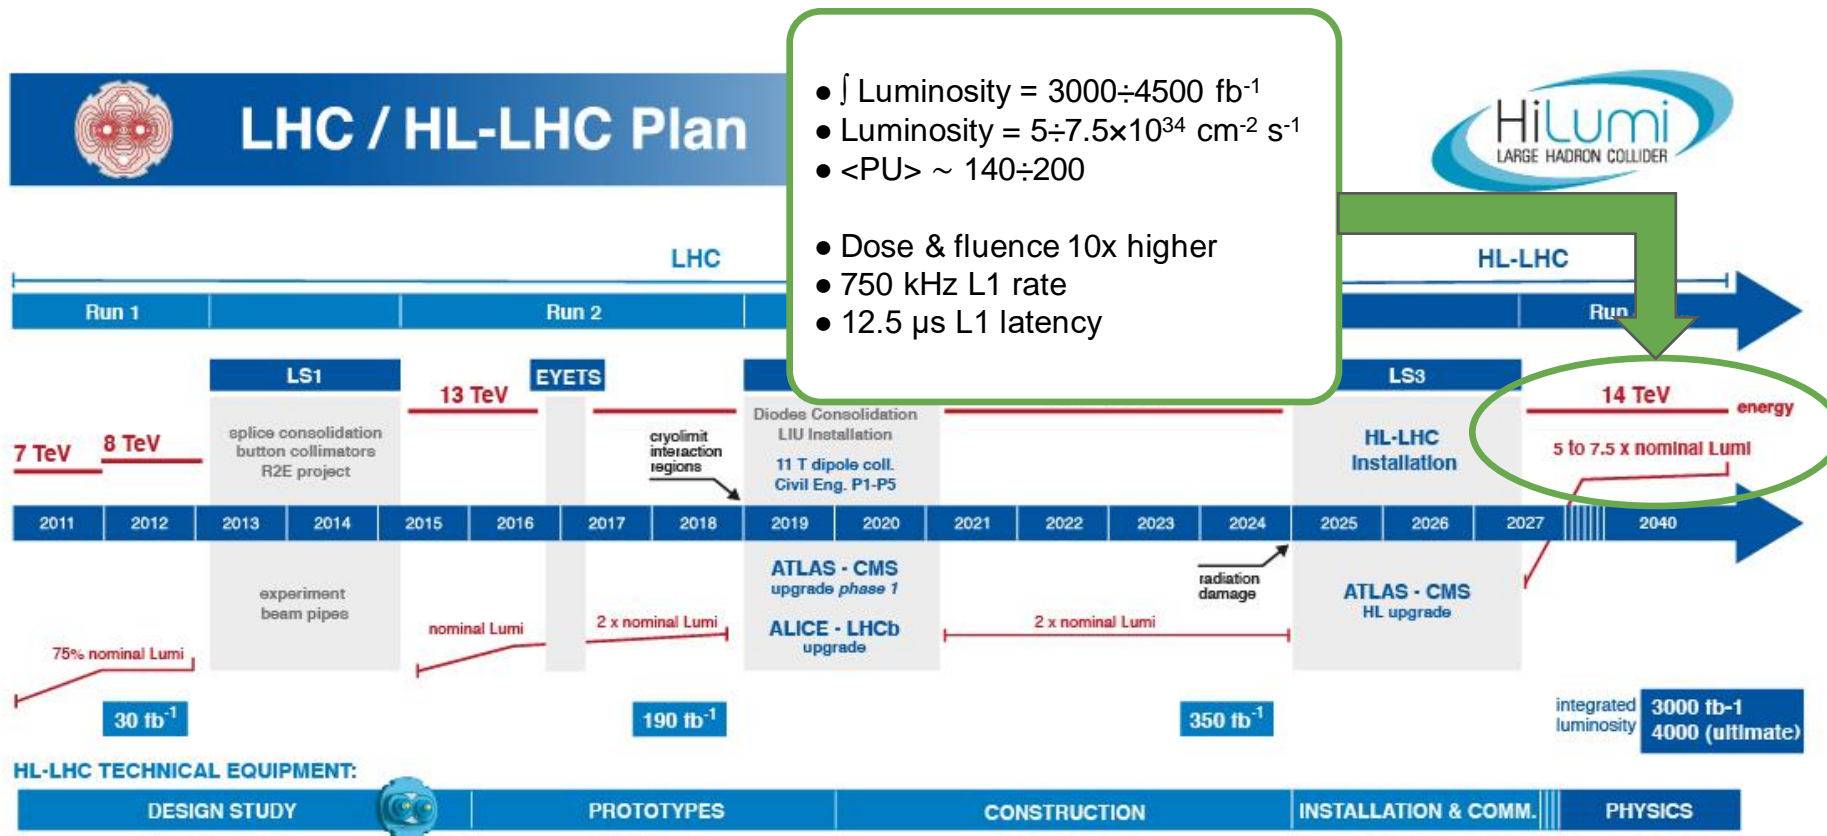 LHC / HL-LHC Plan
● ∫ Luminosity = 3000÷4500 fb⁻¹
● Luminosity = 5÷7.5×10³⁴ cm⁻² s⁻¹
● <PU> ~ 140÷200
● Dose & fluence 10x higher
● 750 kHz L1 rate
● 12.5 µs L1 latency
HiLumi
LARGE HADRON COLLIDER
LHC
HL-LHC
Run 1
Run 2
Run
LS1
EYETS
LS3
7 TeV
8 TeV
13 TeV
14 TeV
energy
splice consolidation
button collimators
R2E project
cryolimit
interaction
regions
Diodes Consolidation
LIU Installation
11 T dipole coll.
Civil Eng. P1-P5
HL-LHC
Installation
5 to 7.5 x nominal Lumi
2011
2012
2013
2014
2015
2016
2017
2018
2019
2020
2021
2022
2023
2024
2025
2026
2027
2040
experiment
beam pipes
ATLAS - CMS
upgrade phase 1
ALICE - LHCb
upgrade
radiation
damage
ATLAS - CMS
HL upgrade
75% nominal Lumi
nominal Lumi
2 x nominal Lumi
2 x nominal Lumi
30 fb⁻¹
190 fb⁻¹
350 fb⁻¹
integrated
luminosity
3000 fb-1
4000 (ultimate)
HL-LHC TECHNICAL EQUIPMENT:
DESIGN STUDY
PROTOTYPES
CONSTRUCTION
INSTALLATION & COMM.
PHYSICS